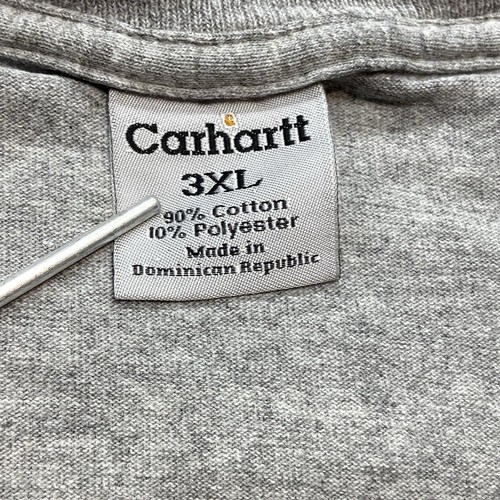 Carhartt
3XL
90% Cotton
10% Polyester
Made in
Dominican Republic